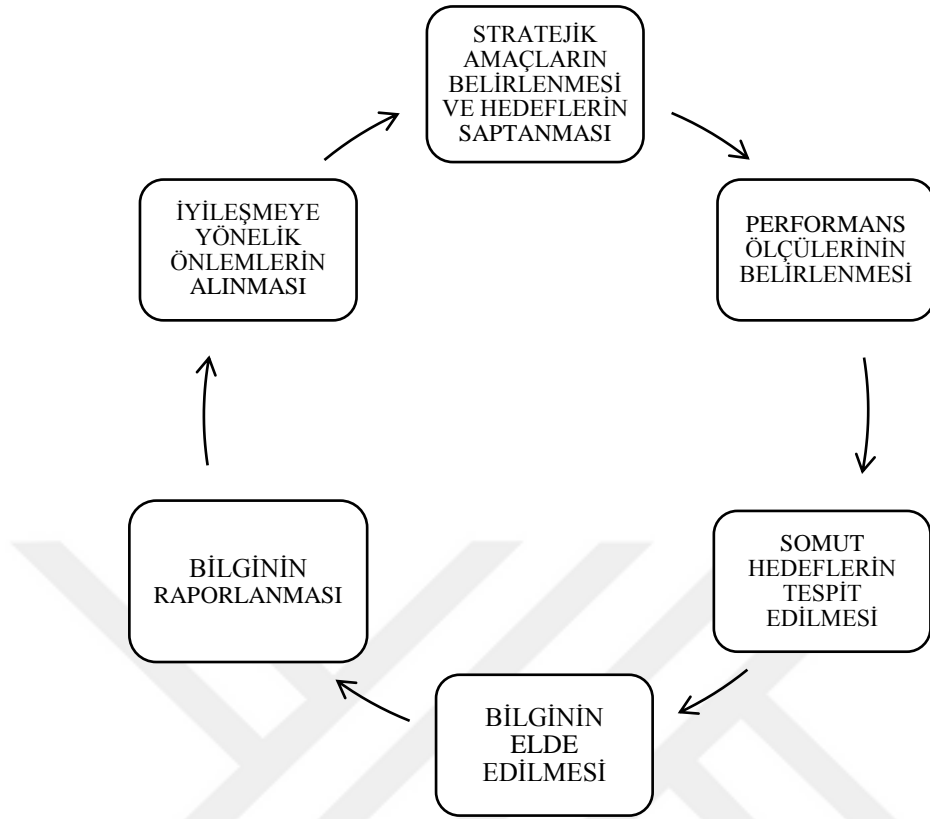 STRATEJİK
AMAÇLARIN
BELİRLENMESİ
VE HEDEFLERİN
SAPTANMASI
PERFORMANS
ÖLÇÜLERİNİN
BELİRLENMESİ
SOMUT
HEDEFLERİN
TESPİT
EDİLMESİ
BİLGİNİN
ELDE
EDİLMESİ
BİLGİNİN
RAPORLANMASI
İYİLEŞMEYE
YÖNELİK
ÖNLEMLERİN
ALINMASI